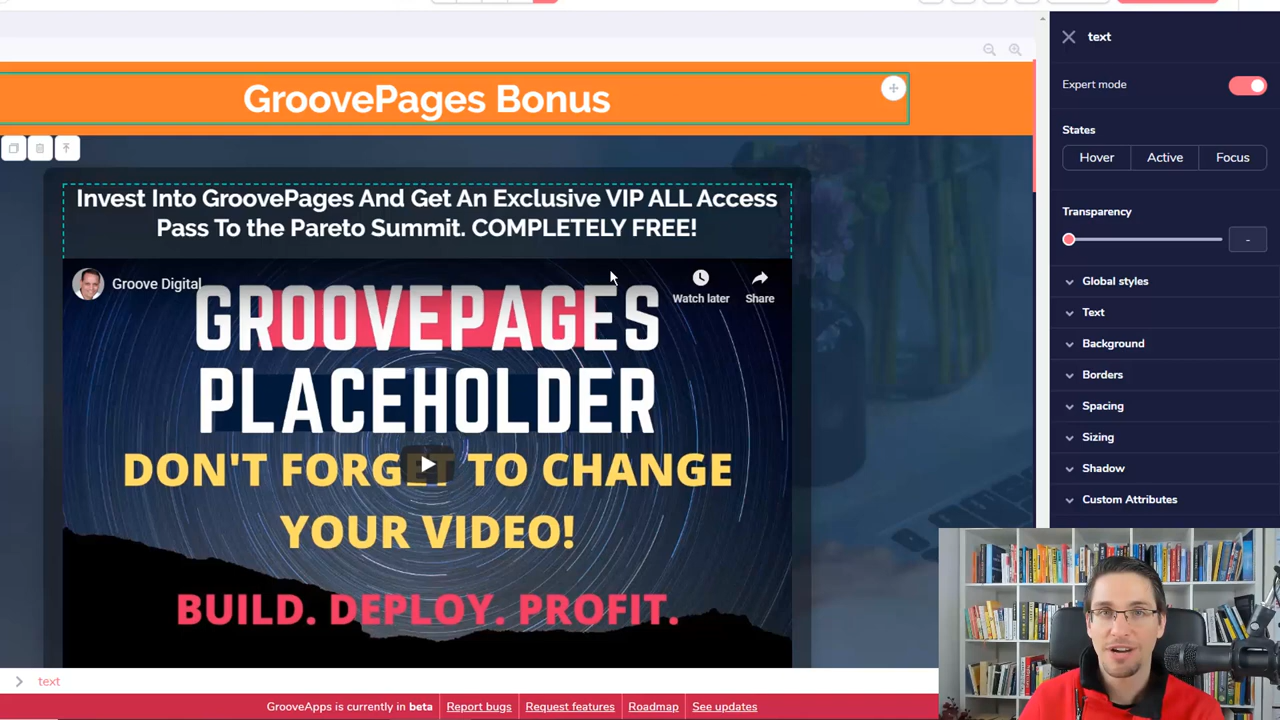 text
Expert mode
GroovePages Bonus
States
Hover Active Focus
Invest Into GroovePages And Get An Exclusive VIP ALL Access
Pass To the Pareto Summit. COMPLETELY FREE!
Transparency
-
Groove Digital
Watch later
Share
GROOVEPAGES
PLACEHOLDER
DON'T FORGET TO CHANGE
YOUR VIDEO!
BUILD. DEPLOY. PROFIT.
Global styles
Text
Background
Borders
Spacing
Sizing
Shadow
Custom Attributes
text
GrooveApps is currently in beta Report bugs Request features Roadmap See updates